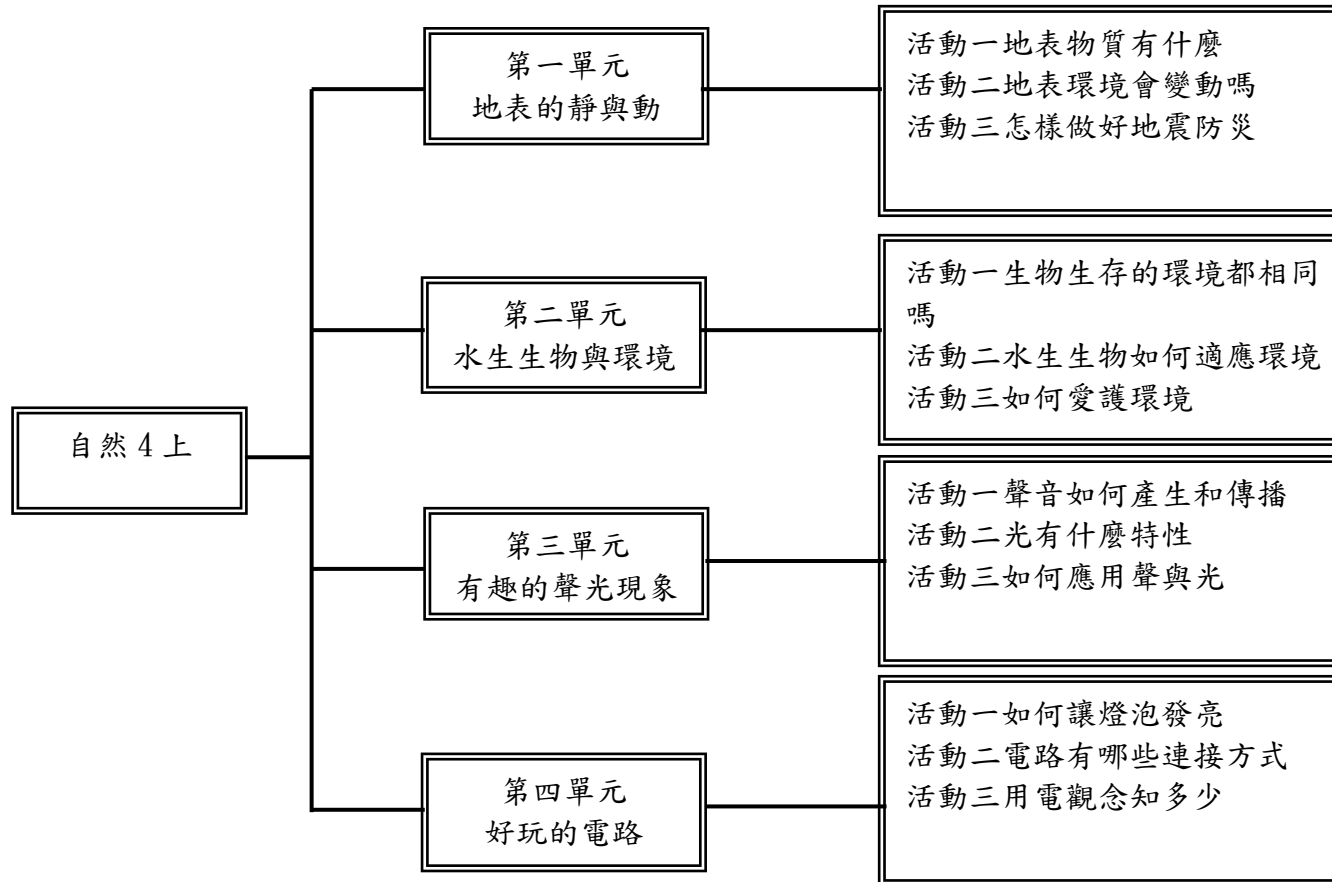 自然 4 上
第一單元
地表的靜與動
活動一地表物質有什麼
活動二地表環境會變動嗎
活動三怎樣做好地震防災
第二單元
水生生物與環境
活動一生物生存的環境都相同
嗎
活動二水生生物如何適應環境
活動三如何愛護環境
第三單元
有趣的聲光現象
活動一聲音如何產生和傳播
活動二光有什麼特性
活動三如何應用聲與光
第四單元
好玩的電路
活動一如何讓燈泡發亮
活動二電路有哪些連接方式
活動三用電觀念知多少